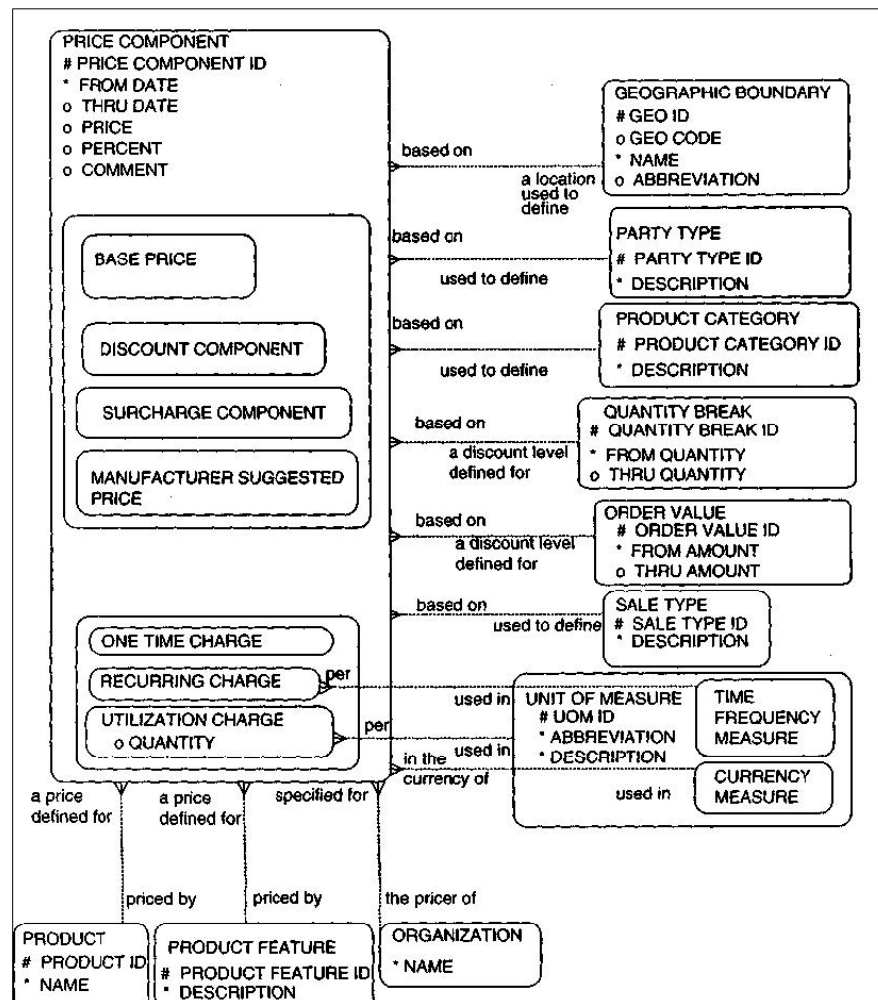 PRICE COMPONENT
# PRICE COMPONENT ID
* FROM DATE
o THRU DATE
o PRICE
o PERCENT
o COMMENT
BASE PRICE
DISCOUNT COMPONENT
SURCHARGE COMPONENT
MANUFACTURER SUGGESTED
PRICE
ONE TIME CHARGE
RECURRING CHARGE
UTILIZATION CHARGE
o QUANTITY
based on
a location
used to
define
GEOGRAPHIC BOUNDARY
# GEO ID
o GEO CODE
* NAME
o ABBREVIATION
based on
used to define
PARTY TYPE
# PARTY TYPE ID
* DESCRIPTION
based on
used to define
PRODUCT CATEGORY
# PRODUCT CATEGORY ID
* DESCRIPTION
based on
a discount level
defined for
QUANTITY BREAK
# QUANTITY BREAK ID
* FROM QUANTITY
o THRU QUANTITY
based on
a discount level
defined for
ORDER VALUE
# ORDER VALUE ID
* FROM AMOUNT
o THRU AMOUNT
based on
used to define
SALE TYPE
# SALE TYPE ID
* DESCRIPTION
per
used in
per
used in
in the
currency of
used in
UNIT OF MEASURE
# UOM ID
* ABBREVIATION
* DESCRIPTION
TIME
FREQUENCY
MEASURE
CURRENCY
MEASURE
a price
defined for
a price
defined for
specified for
priced by
priced by
the pricer of
PRODUCT
# PRODUCT ID
* NAME
PRODUCT FEATURE
# PRODUCT FEATURE ID
* DESCRIPTION
ORGANIZATION
* NAME